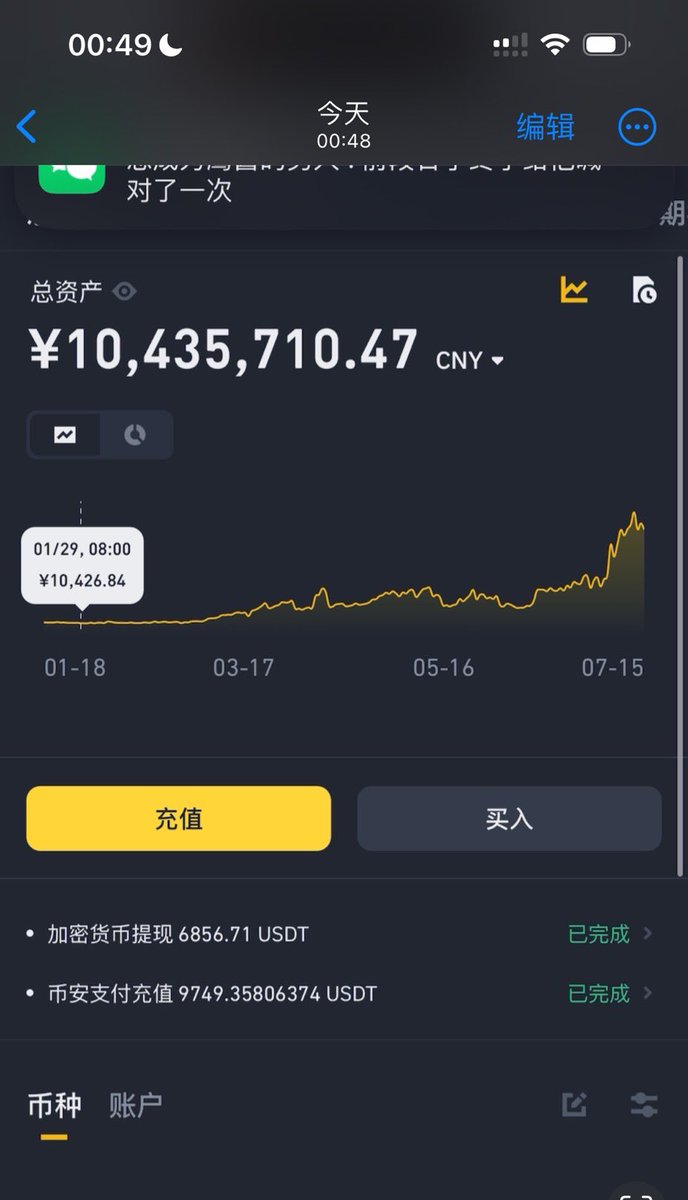 00:49
今天
00:48
编辑
对了一次
期
总资产
¥10,435,710.47 CNY
01/29, 08:00
¥10,426.84
01-18 03-17 05-16 07-15
充值 买入
• 加密货币提现 6856.71 USDT 已完成
• 币安支付充值 9749.35806374 USDT 已完成
币种 账户